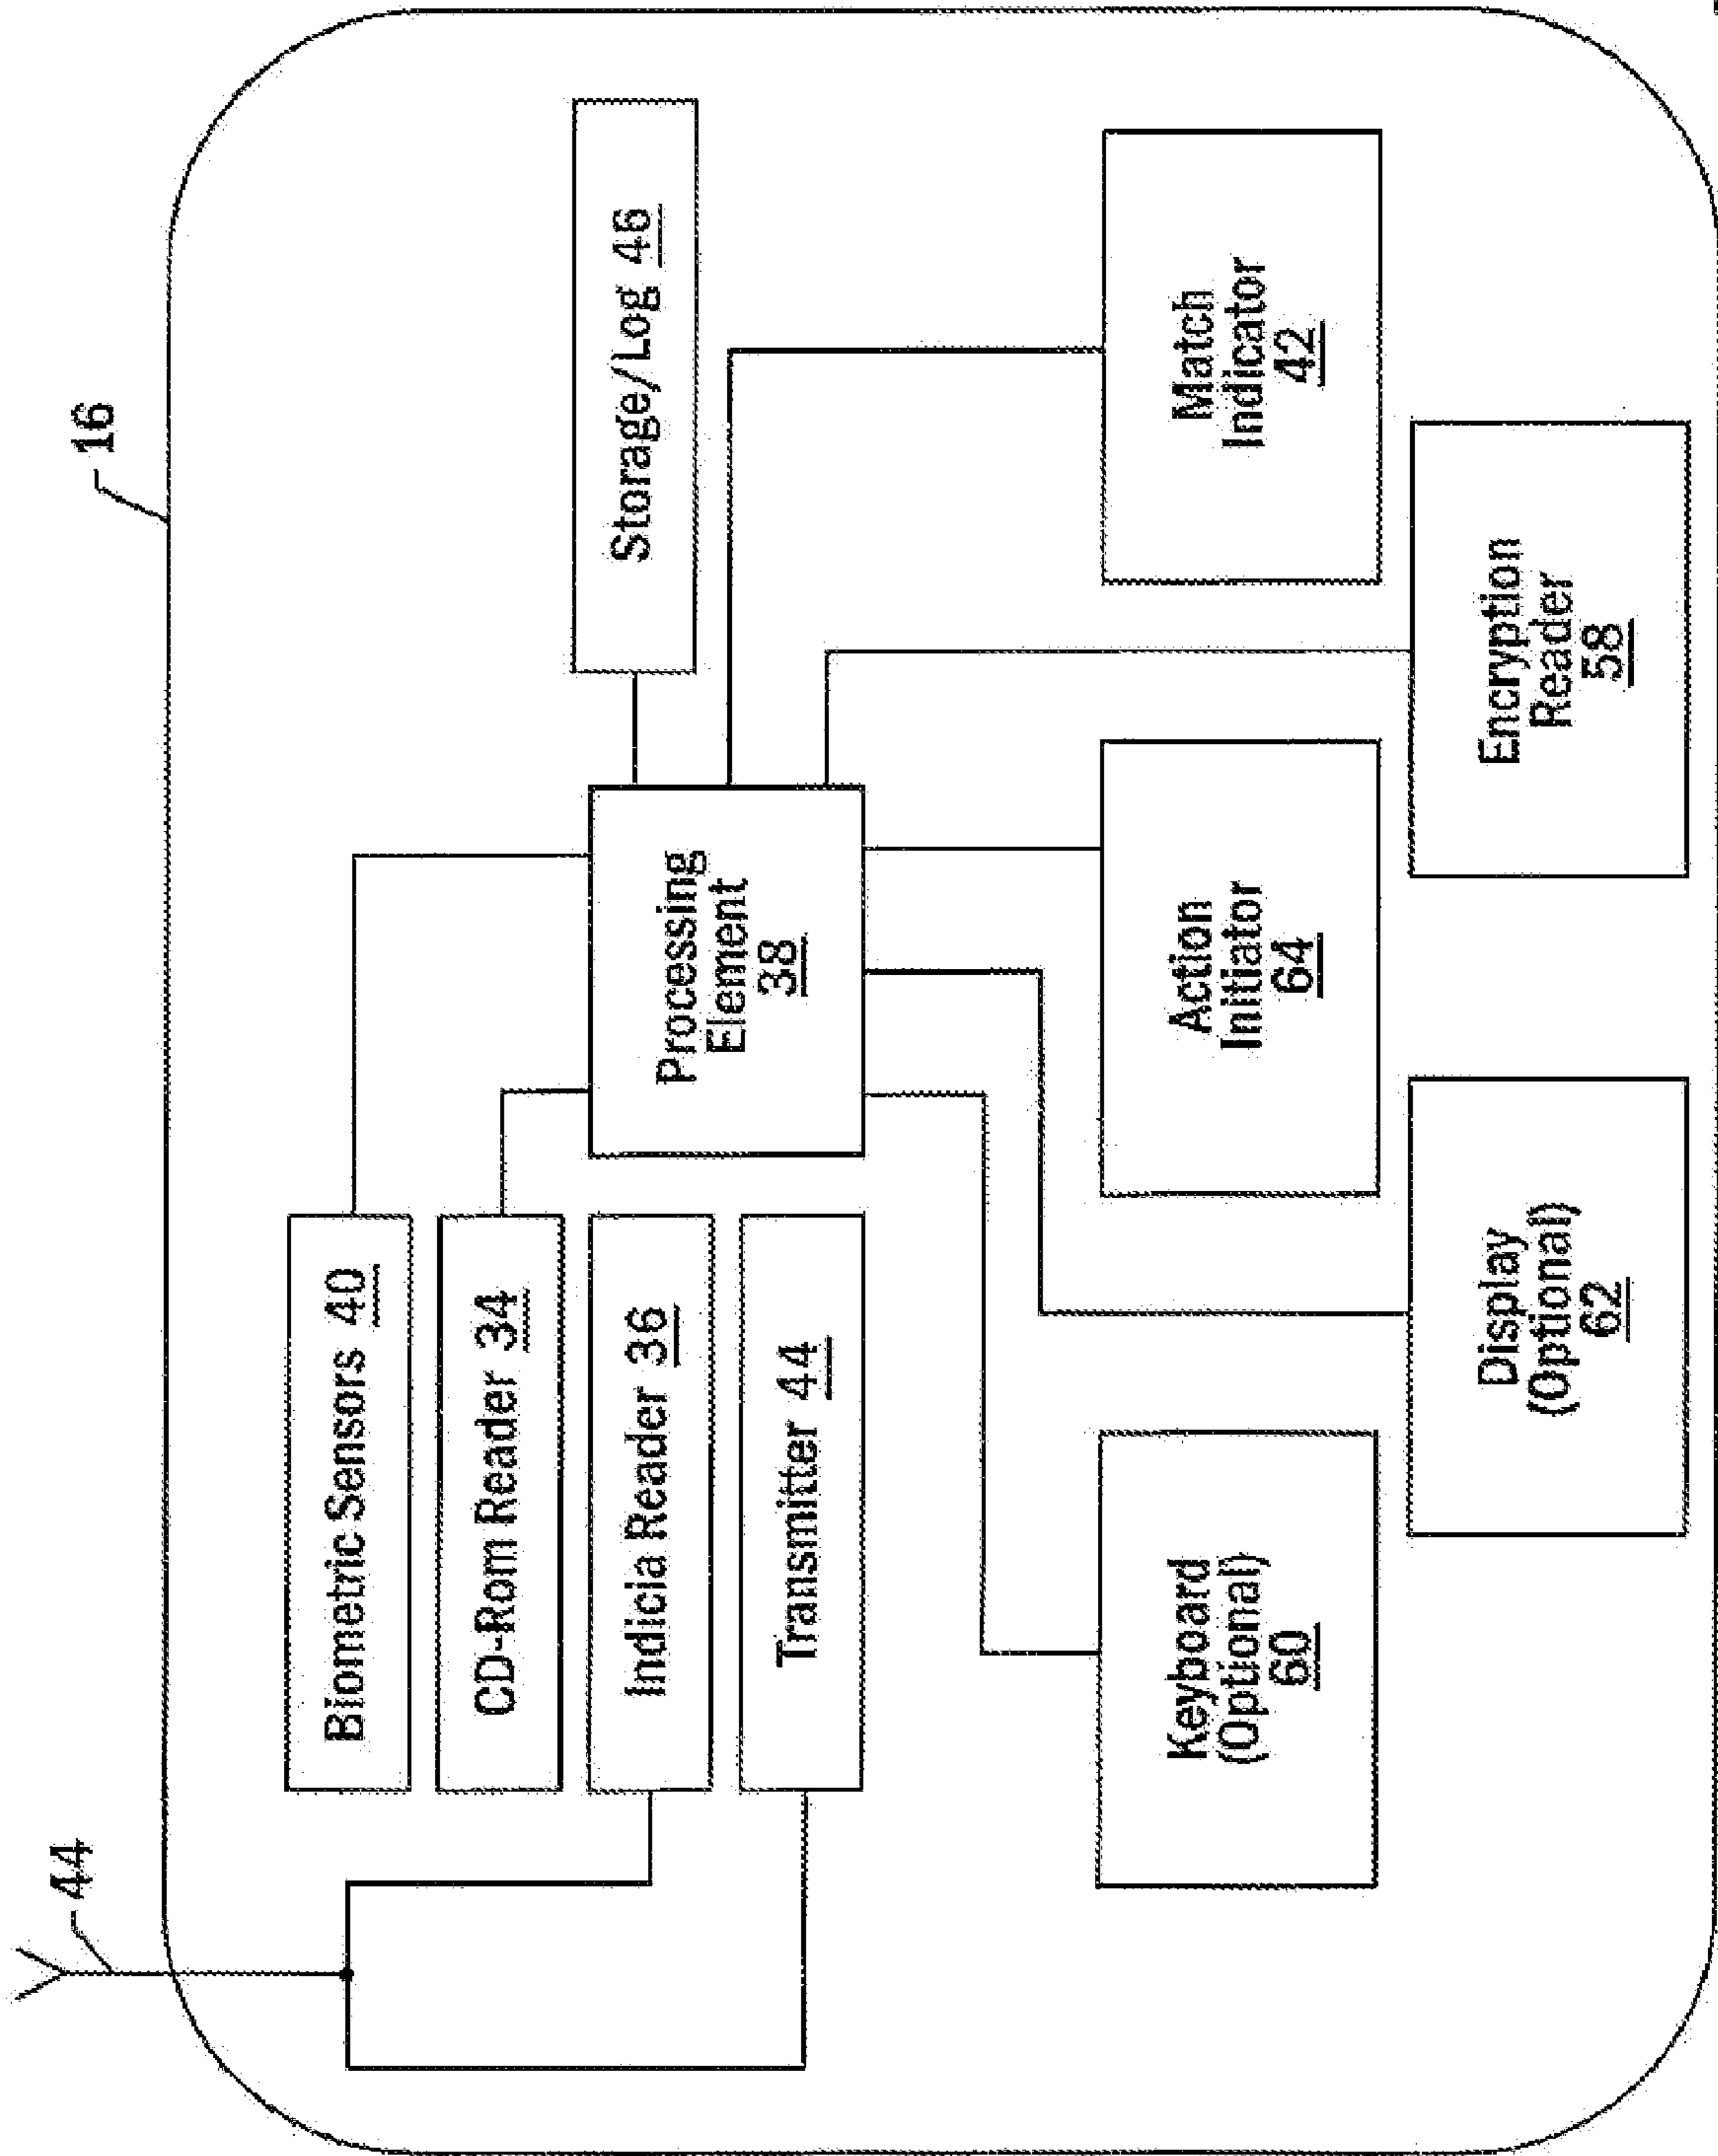 16
44
Biometric Sensors 40
CD-Rom Reader 34
Indicia Reader 36
Transmitter 44
Storage/Log 46
Processing
Element
38
Keyboard
(Optional)
60
Action
Initiator
64
Match
Indicator
42
Display
(Optional)
62
Encryption
Reader
58